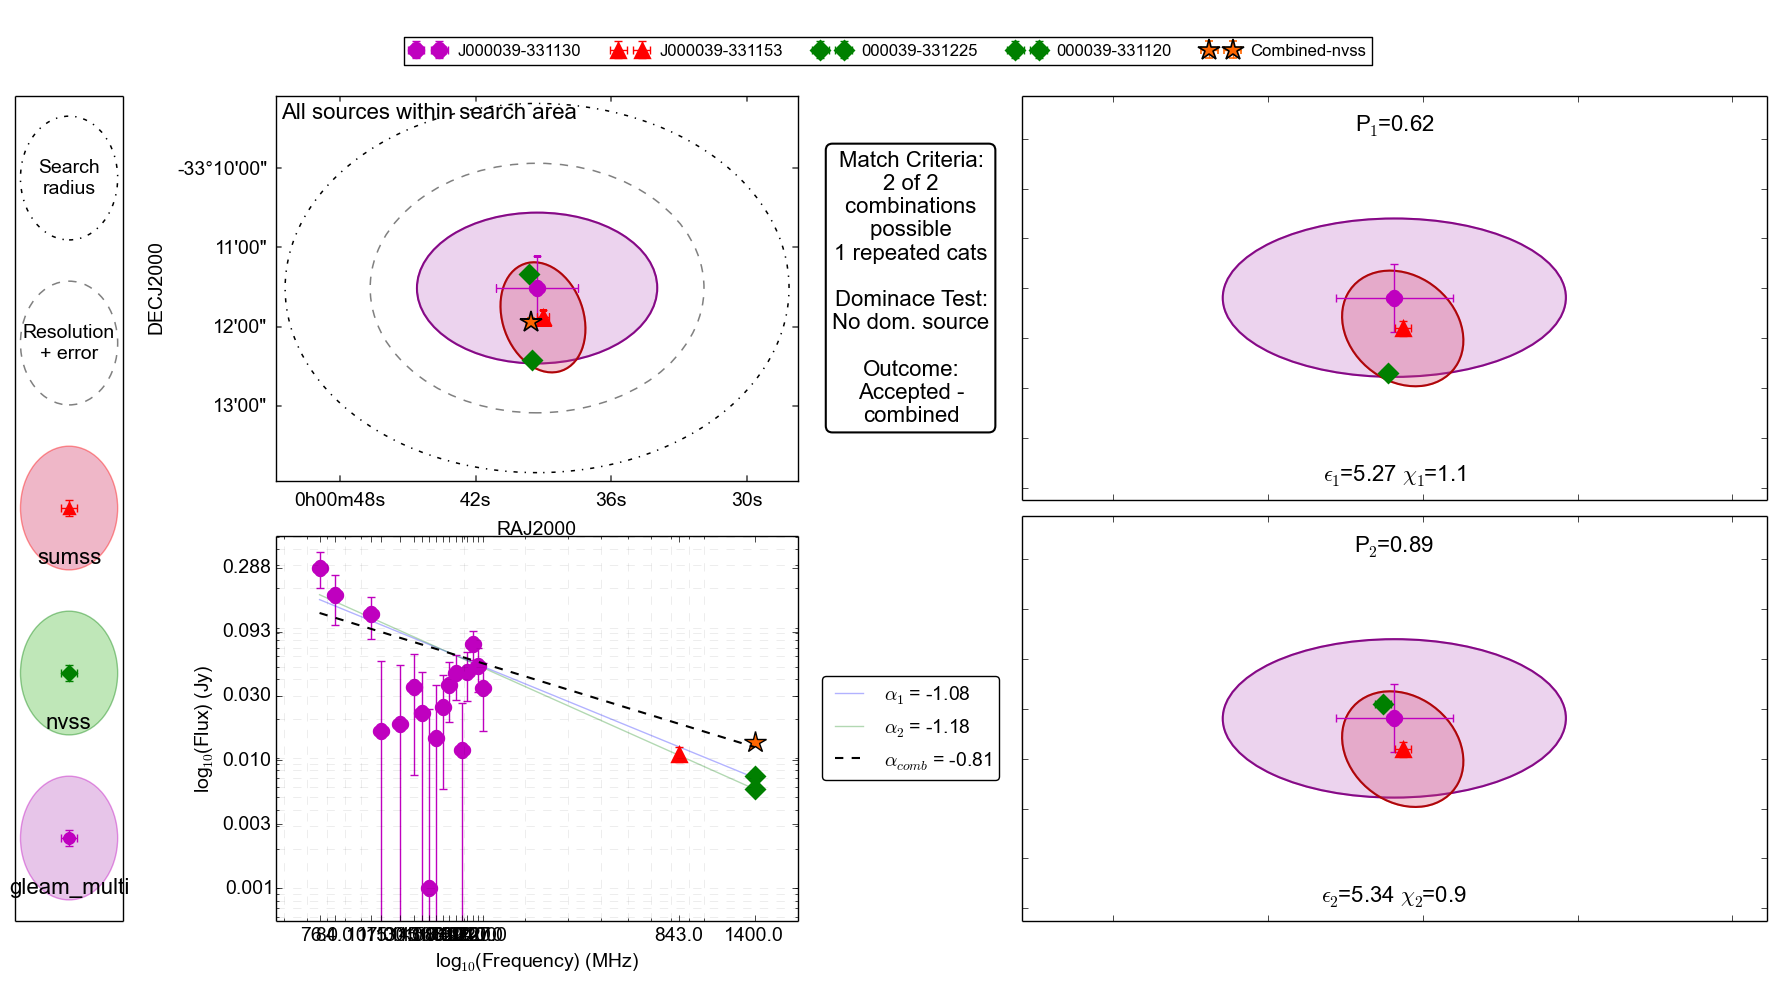 J000039-331130 J000039-331153 000039-331225 000039-331120 Combined-nvss
Search
radius
Resolution
+ error
sumss
nvss
gleam_multi
All sources within search area
-33°10'00"
11'00"
12'00"
13'00"
DECJ2000
0h00m48s 42s 36s 30s
RAJ2000
Match Criteria:
2 of 2
combinations
possible
1 repeated cats
Dominace Test:
No dom. source
Outcome:
Accepted -
combined
P1=0.62
ϵ1=5.27 χ1=1.1
P2=0.89
ϵ2=5.34 χ2=0.9
0.288
0.093
0.030
0.010
0.003
0.001
log10(Flux) (Jy)
843.0 1400.0
log10(Frequency) (MHz)
α1 = -1.08
α2 = -1.18
αcomb = -0.81